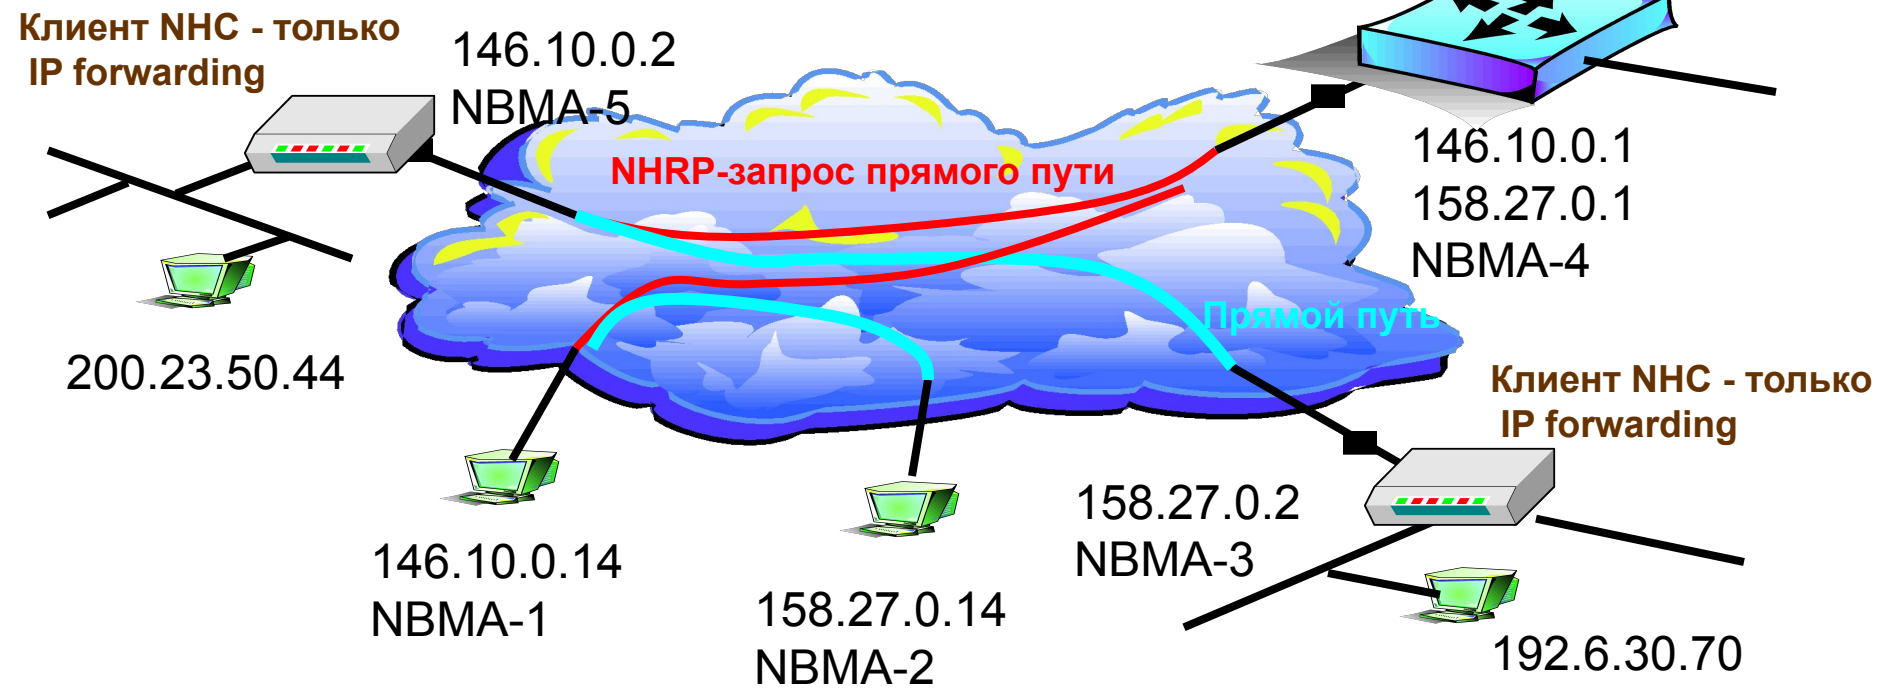 Клиент NHC - только
IP forwarding
146.10.0.2
NBMA-5
NHRP-запрос прямого пути
146.10.0.1
158.27.0.1
NBMA-4
Прямой путь
200.23.50.44
Клиент NHC - только
IP forwarding
146.10.0.14
NBMA-1
158.27.0.14
NBMA-2
158.27.0.2
NBMA-3
192.6.30.70